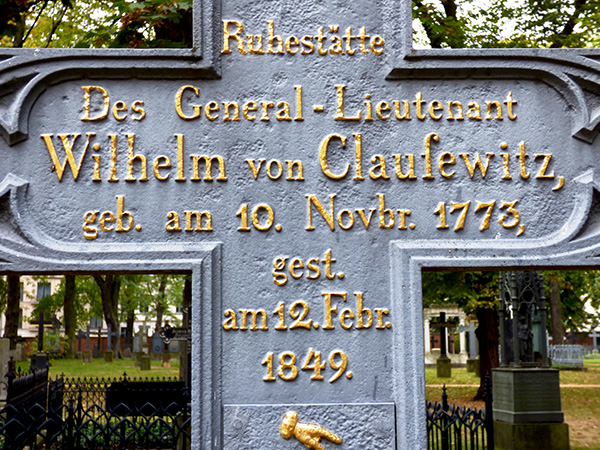 Ruhestätte
Des General-Lieutenant
Wilhelm von Clauſewitz,
geb. am 10. Novbr. 1773,
gest.
am 12. Febr.
1849.